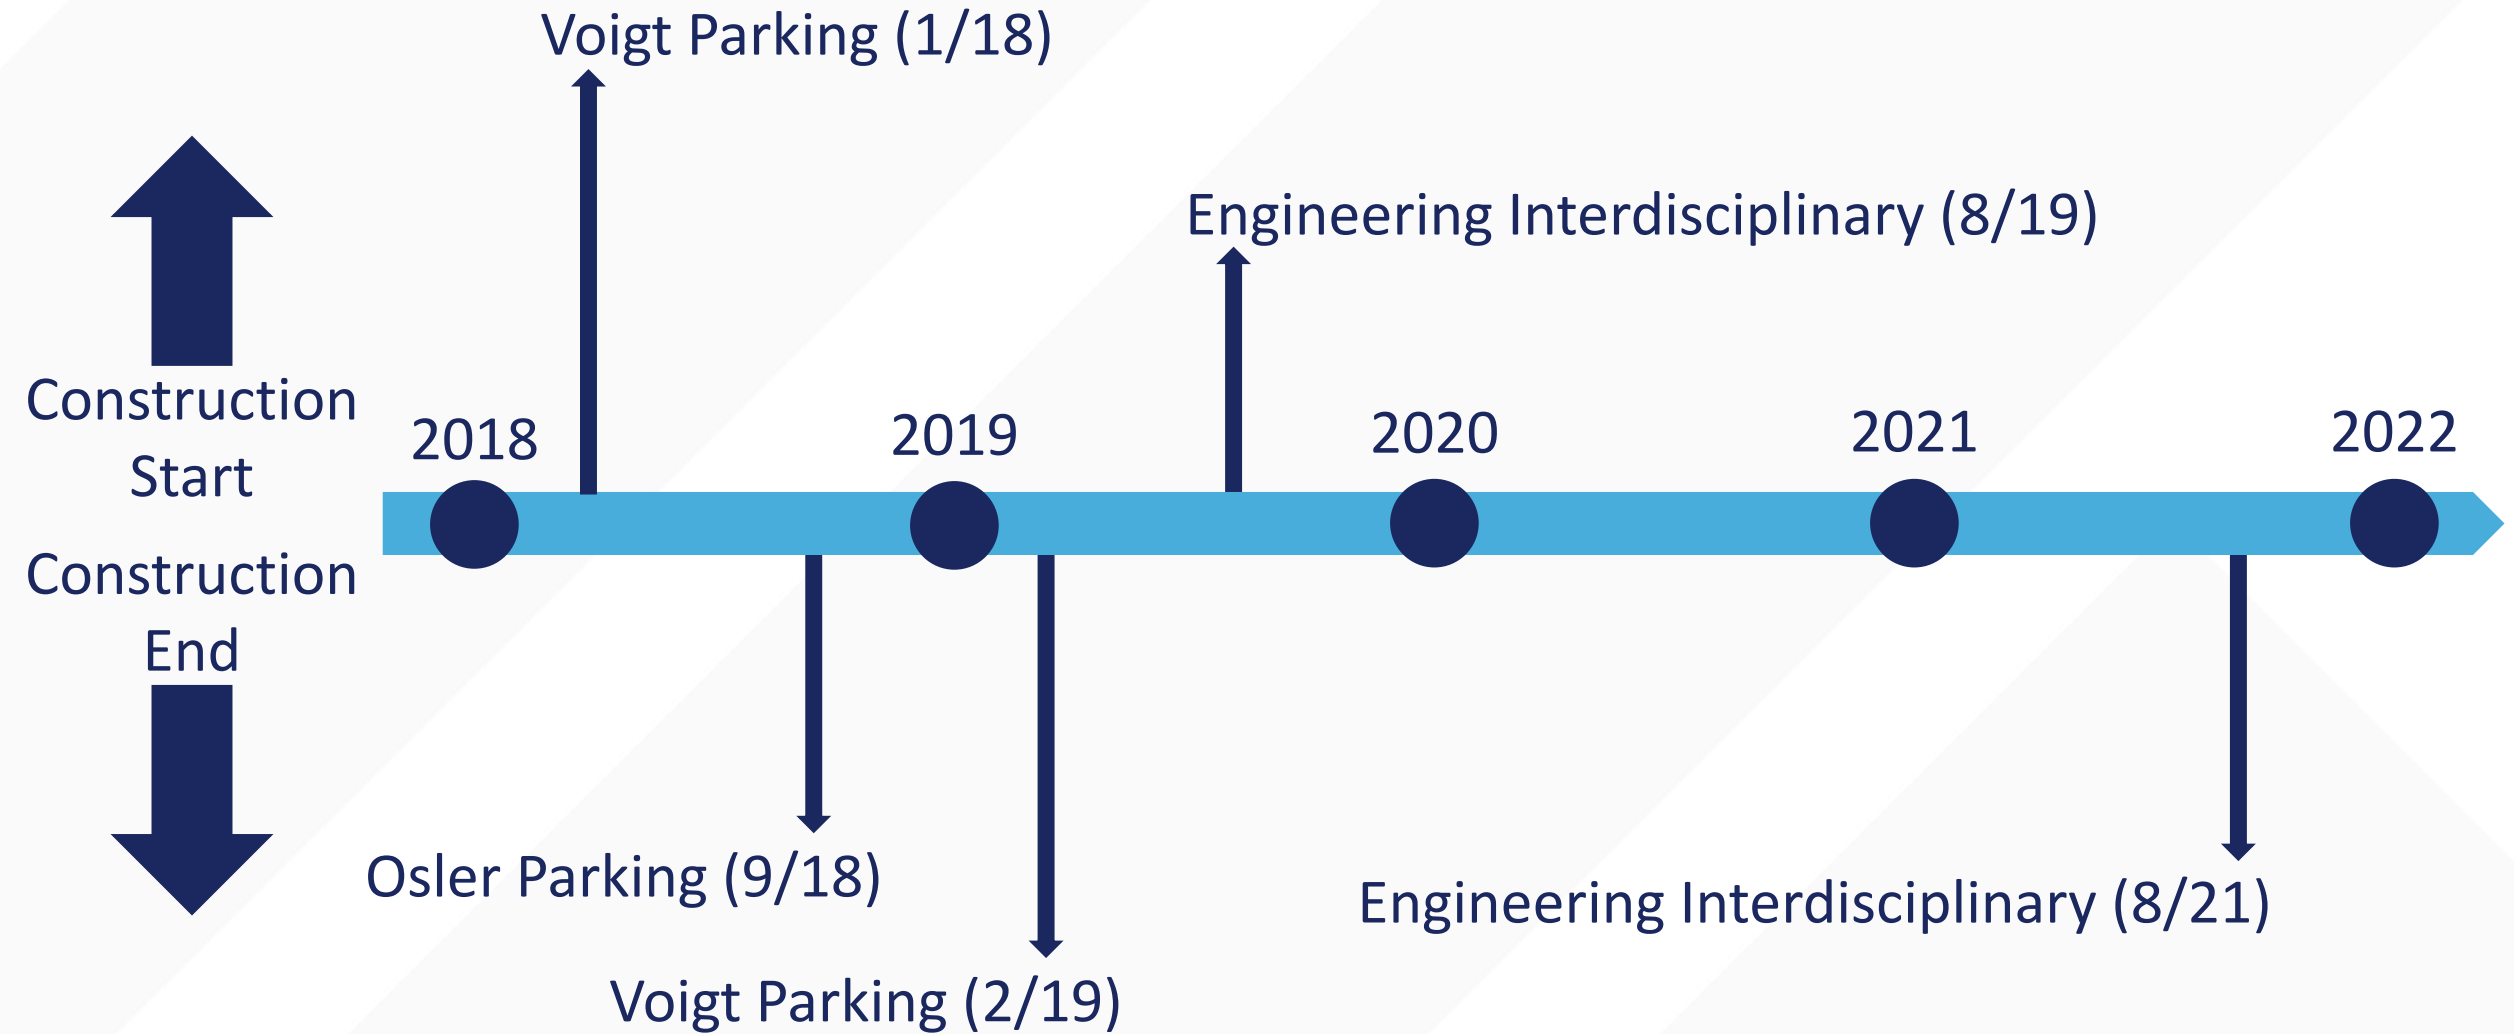 Voigt Parking (1/18)
Engineering Interdisciplinary (8/19)
Construction
Start
2018
2019
2020
2021
2022
Construction
End
Osler Parking (9/18)
Engineering Interdisciplinary (8/21)
Voigt Parking (2/19)